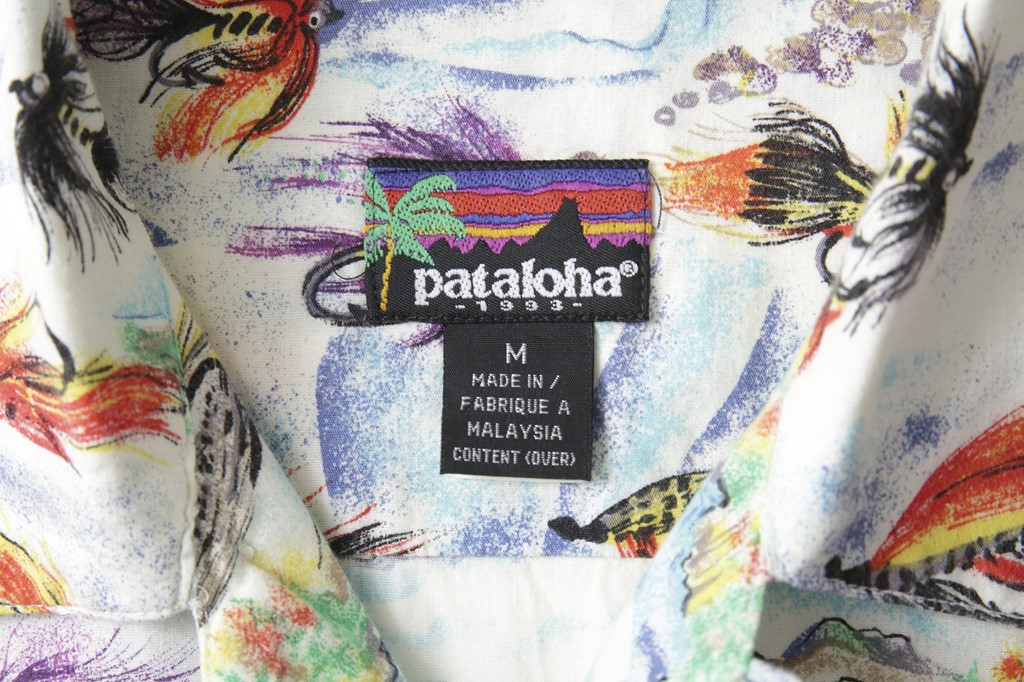 pataloha®
-1993-
M
MADE IN /
FABRIQUE A
MALAYSIA
CONTENT (OVER)